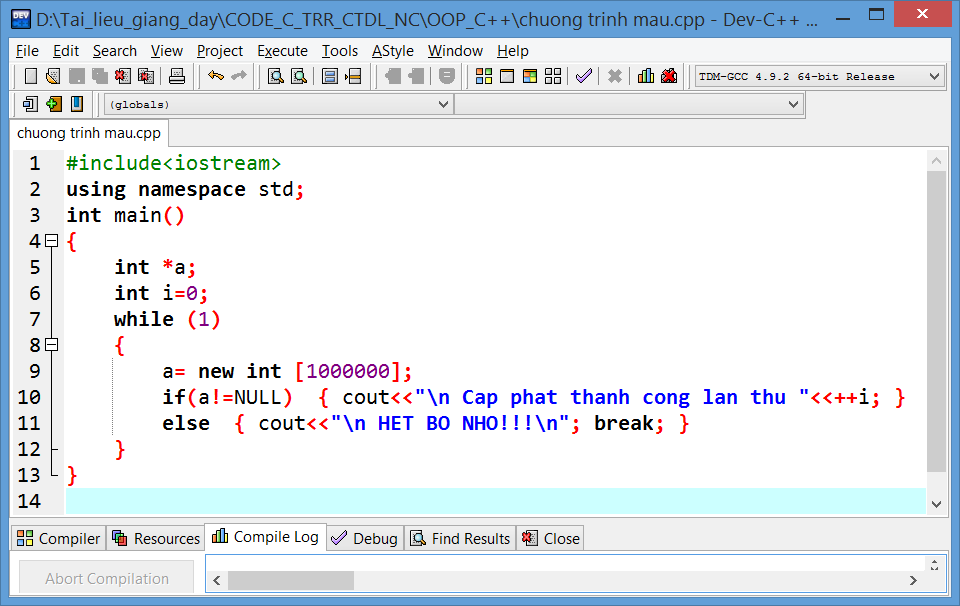 DEV D:\Tai_lieu_giang_day\CODE_C_TRR_CTDL_NC\OOP_C++\chuong trinh mau.cpp - Dev-C++ ...
File Edit Search View Project Execute Tools AStyle Window Help
TDM-GCC 4.9.2 64-bit Release
(globals)
chuong trinh mau.cpp
1 #include<iostream>
2 using namespace std;
3 int main()
4 {
5 int *a;
6 int i=0;
7 while (1)
8 {
9 a= new int [1000000];
10 if(a!=NULL) { cout<<"\n Cap phat thanh cong lan thu "<<++i; }
11 else { cout<<"\n HET BO NHO!!!\n"; break; }
12 }
13 }
14
Compiler Resources Compile Log Debug Find Results Close
Abort Compilation